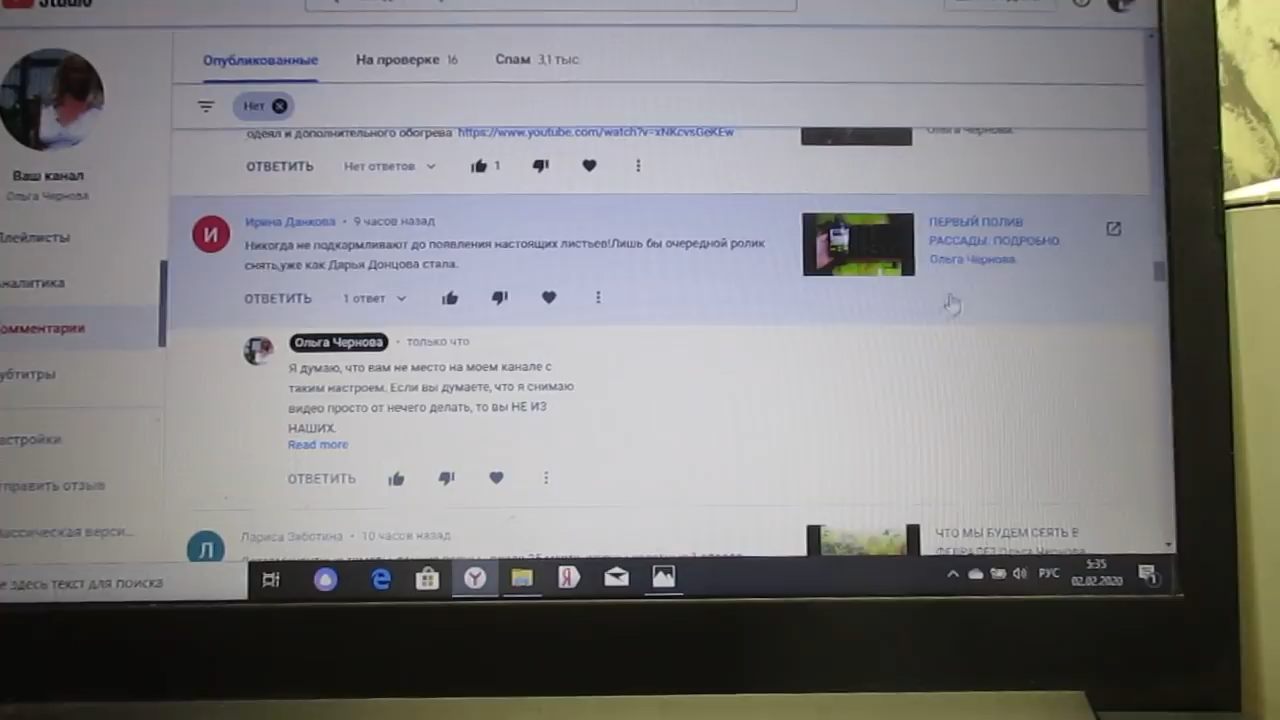 Studio
Опубликованные
На проверке 16
Спам 3,1 тыс.
Нет
одеял и дополнительного обогрева https://www.youtube.com/watch?v=xNKcvsGeKEw
Ольга Чернова.
ОТВЕТИТЬ Нет ответов 1
Ваш канал
Ольга Чернова
Плейлисты
Аналитика
Комментарии
Субтитры
астройки
тправить отзыв
лассическая верси...
И
Ирина Данкова • 9 часов назад
Никогда не подкармливают до появления настоящих листьев!Лишь бы очередной ролик
снять,уже как Дарья Донцова стала.
ПЕРВЫЙ ПОЛИВ
РАССАДЫ. ПОДРОБНО
Ольга Чернова.
ОТВЕТИТЬ 1 ответ
Ольга Чернова • только что
Я думаю, что вам не место на моем канале с
таким настроем. Если вы думаете, что я снимаю
видео просто от нечего делать, то вы НЕ ИЗ
НАШИХ.
Read more
ОТВЕТИТЬ
Л
Лариса Заботина • 10 часов назад
ЧТО МЫ БУДЕМ СЕЯТЬ В
ФЕВРАЛЕ? Ольга Чернова
е здесь текст для поиска
Y
Я
РУС
5:35
02.02.2020
1